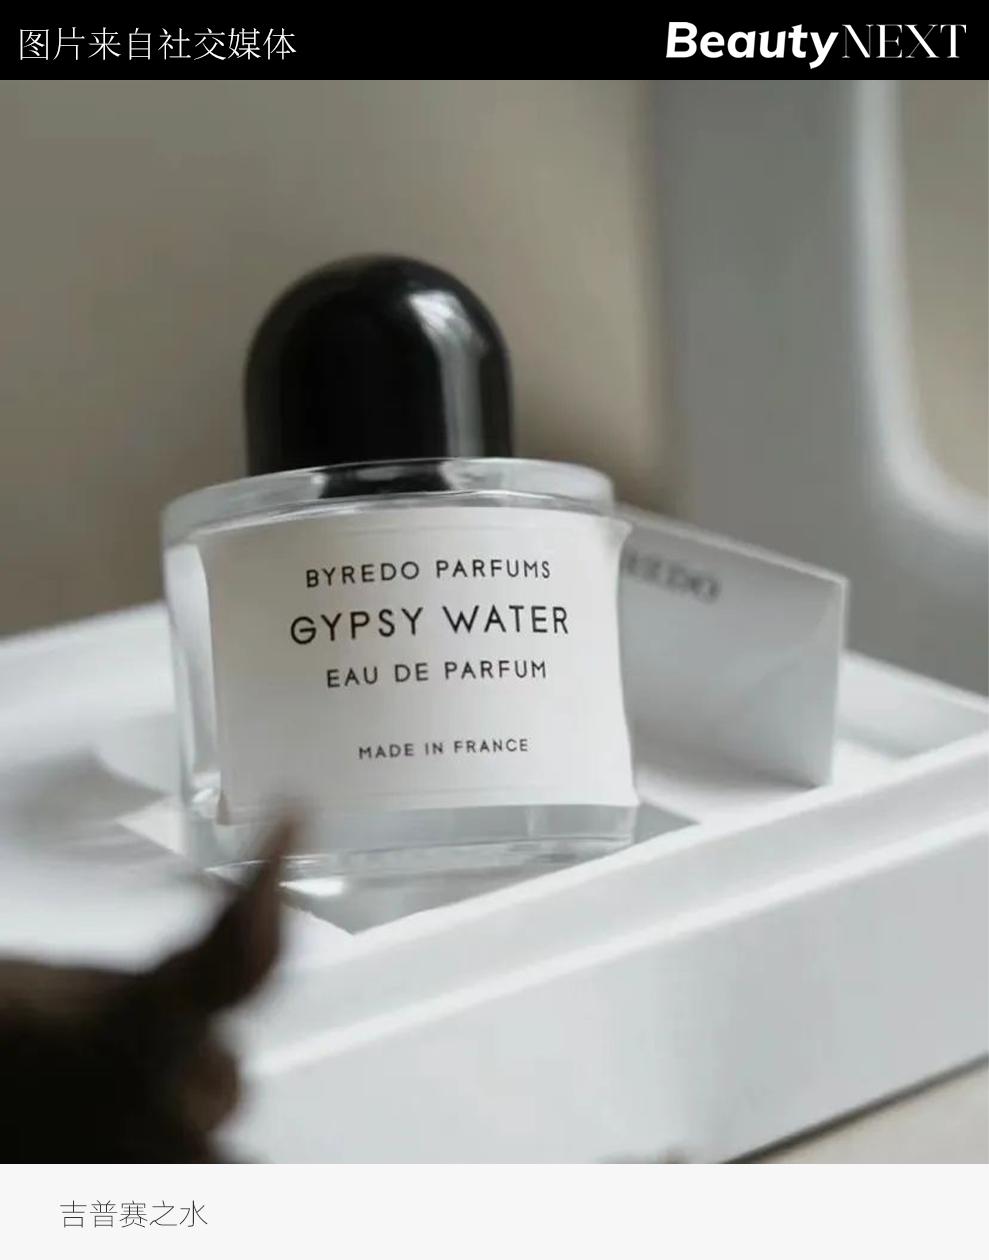 图片来自社交媒体
BeautyNEXT
BYREDO PARFUMS
GYPSY WATER
EAU DE PARFUM
MADE IN FRANCE
吉普赛之水